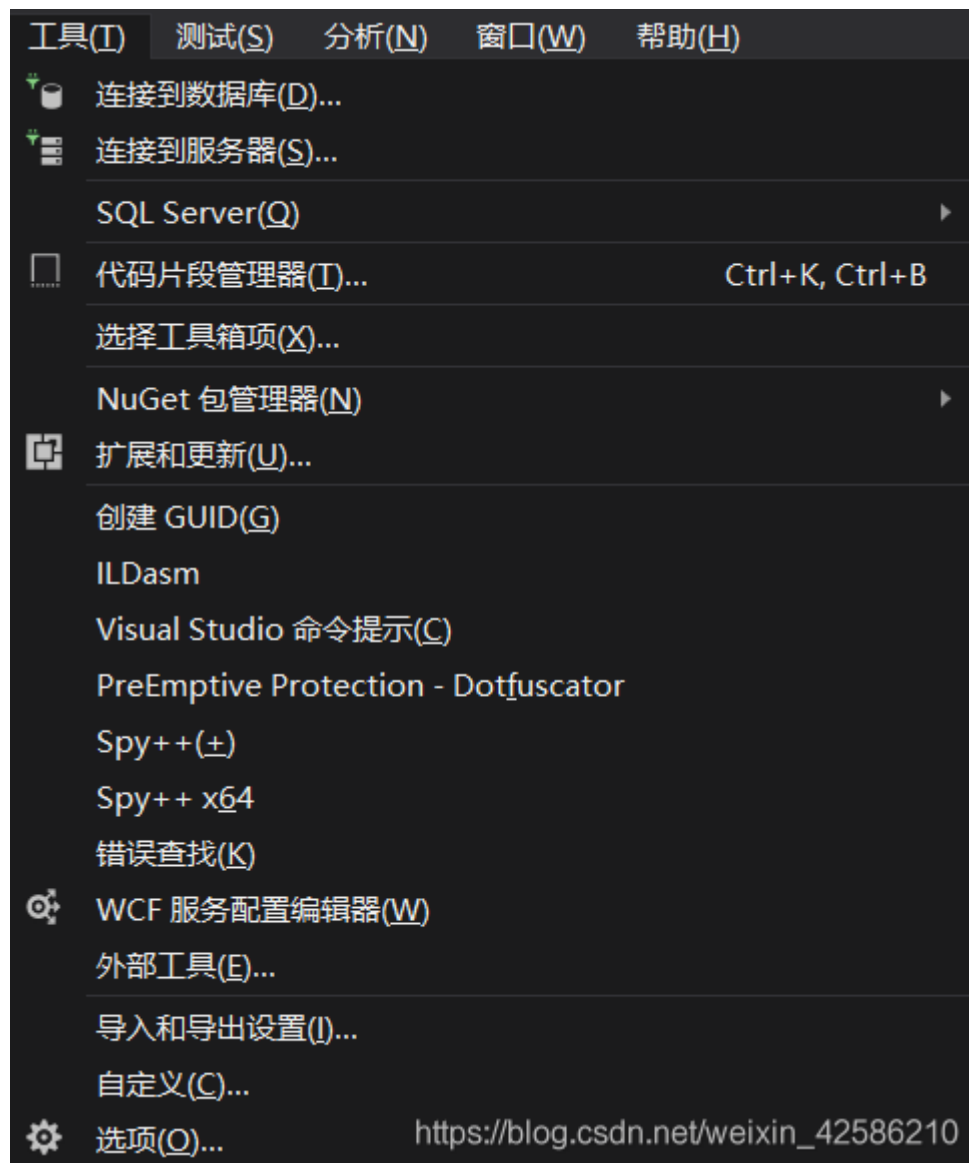 工具(T) 测试(S) 分析(N) 窗口(W) 帮助(H)
连接到数据库(D)...
连接到服务器(S)...
SQL Server(Q)
代码片段管理器(T)... Ctrl+K, Ctrl+B
选择工具箱项(X)...
NuGet 包管理器(N)
扩展和更新(U)...
创建 GUID(G)
ILDasm
Visual Studio 命令提示(C)
PreEmptive Protection - Dotfuscator
Spy++(+)
Spy++ x64
错误查找(K)
WCF 服务配置编辑器(W)
外部工具(E)...
导入和导出设置(I)...
自定义(C)...
选项(O)... https://blog.csdn.net/weixin_42586210